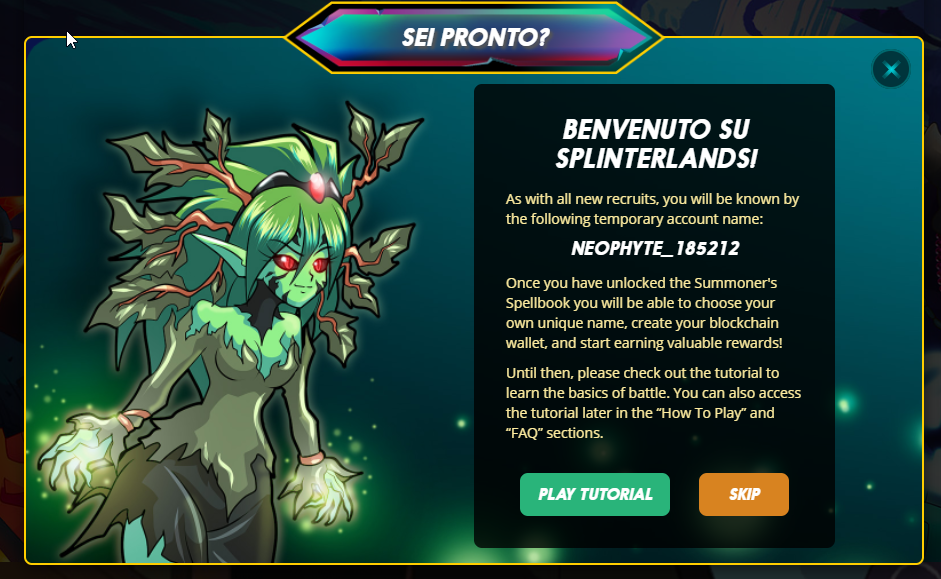 SEI PRONTO?
BENVENUTO SU
SPLINTERLANDS!
As with all new recruits, you will be known by
the following temporary account name:
NEOPHYTE_185212
Once you have unlocked the Summoner's
Spellbook you will be able to choose your
own unique name, create your blockchain
wallet, and start earning valuable rewards!
Until then, please check out the tutorial to
learn the basics of battle. You can also access
the tutorial later in the “How To Play” and
“FAQ” sections.
PLAY TUTORIAL
SKIP